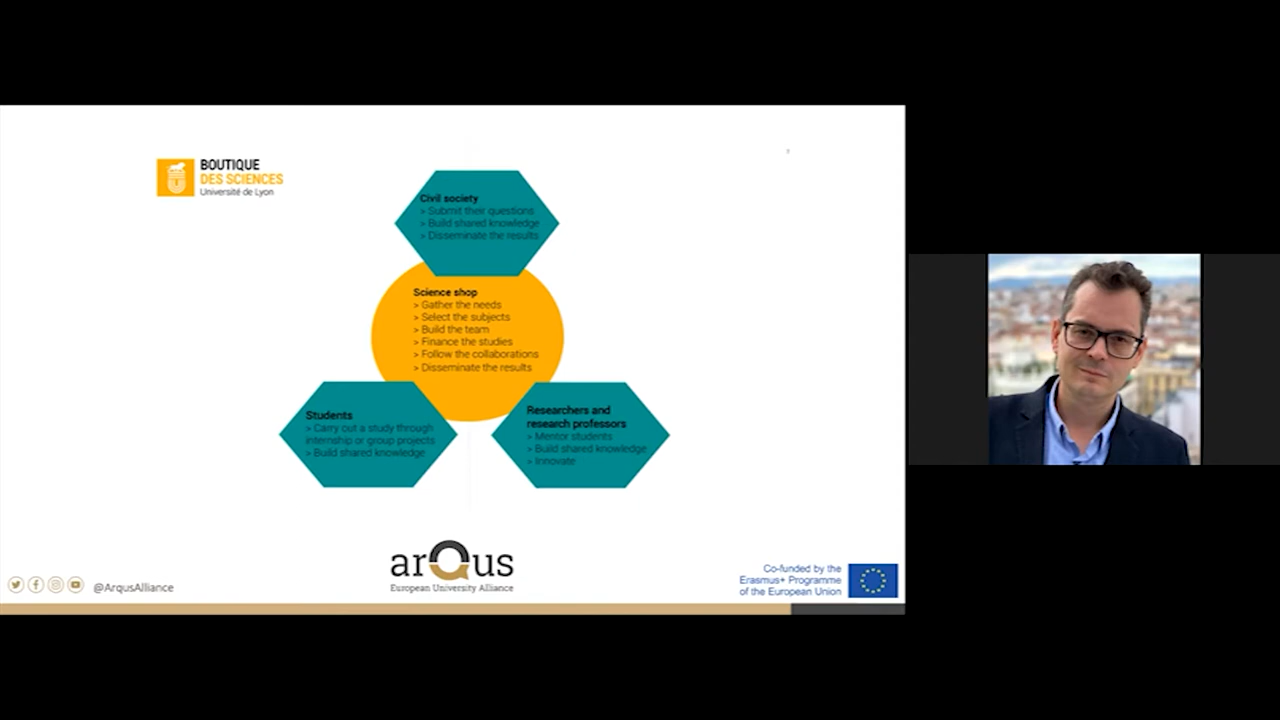 BOUTIQUE
DES SCIENCES
Université de Lyon
Civil society
> Submit their questions
> Build shared knowledge
> Disseminate the results
Science shop
> Gather the needs
> Select the subjects
> Build the team
> Finance the studies
> Follow the collaborations
> Disseminate the results
Students
> Carry out a study through
internship or group projects
> Build shared knowledge
Researchers and
research professors
> Mentor students
> Build shared knowledge
> Innovate
arQus
European University Alliance
@ArqusAlliance
Co-funded by the
Erasmus+ Programme
of the European Union